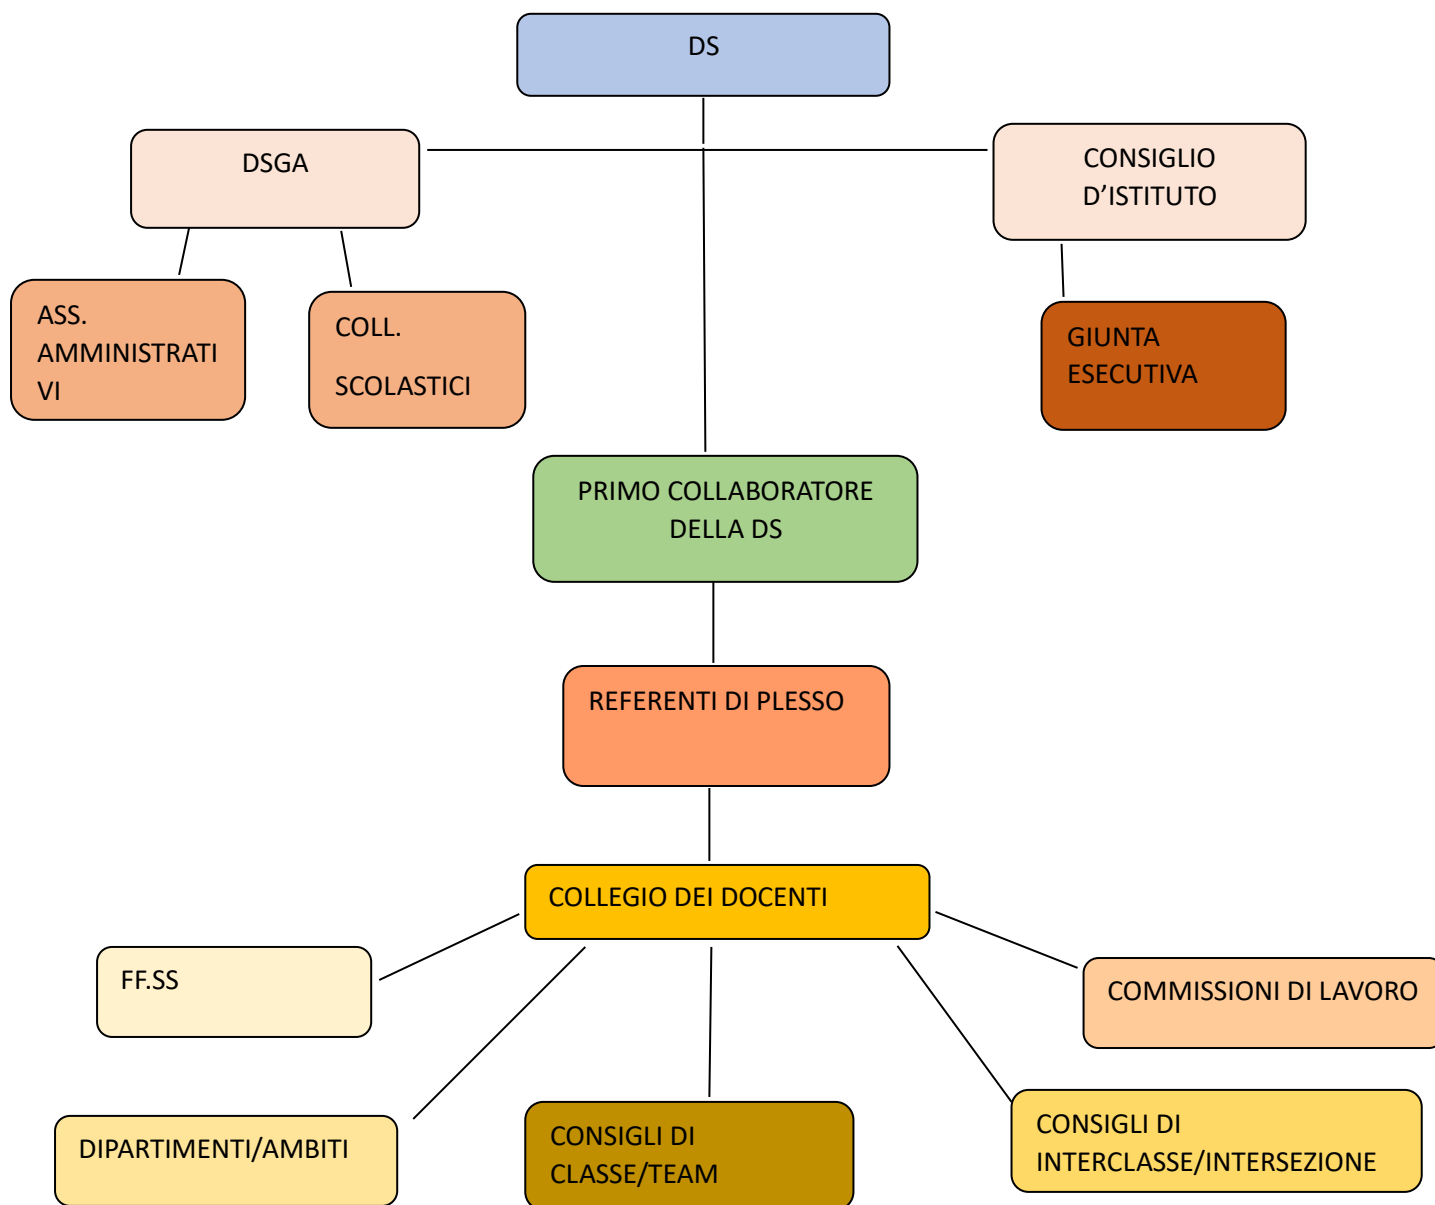 DS
DSGA
CONSIGLIO
D’ISTITUTO
ASS.
AMMINISTRATI
VI
COLL.
SCOLASTICI
GIUNTA
ESECUTIVA
PRIMO COLLABORATORE
DELLA DS
REFERENTI DI PLESSO
COLLEGIO DEI DOCENTI
FF.SS
COMMISSIONI DI LAVORO
DIPARTIMENTI/AMBITI
CONSIGLI DI
CLASSE/TEAM
CONSIGLI DI
INTERCLASSE/INTERSEZIONE